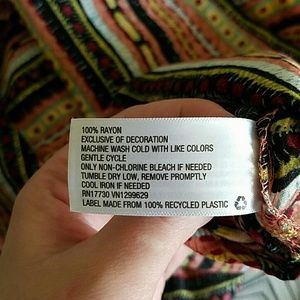 100% RAYON
EXCLUSIVE OF DECORATION
MACHINE WASH COLD WITH LIKE COLORS
GENTLE CYCLE
ONLY NON-CHLORINE BLEACH IF NEEDED
TUMBLE DRY LOW, REMOVE PROMPTLY
COOL IRON IF NEEDED
RN17730 VN1299629
LABEL MADE FROM 100% RECYCLED PLASTIC